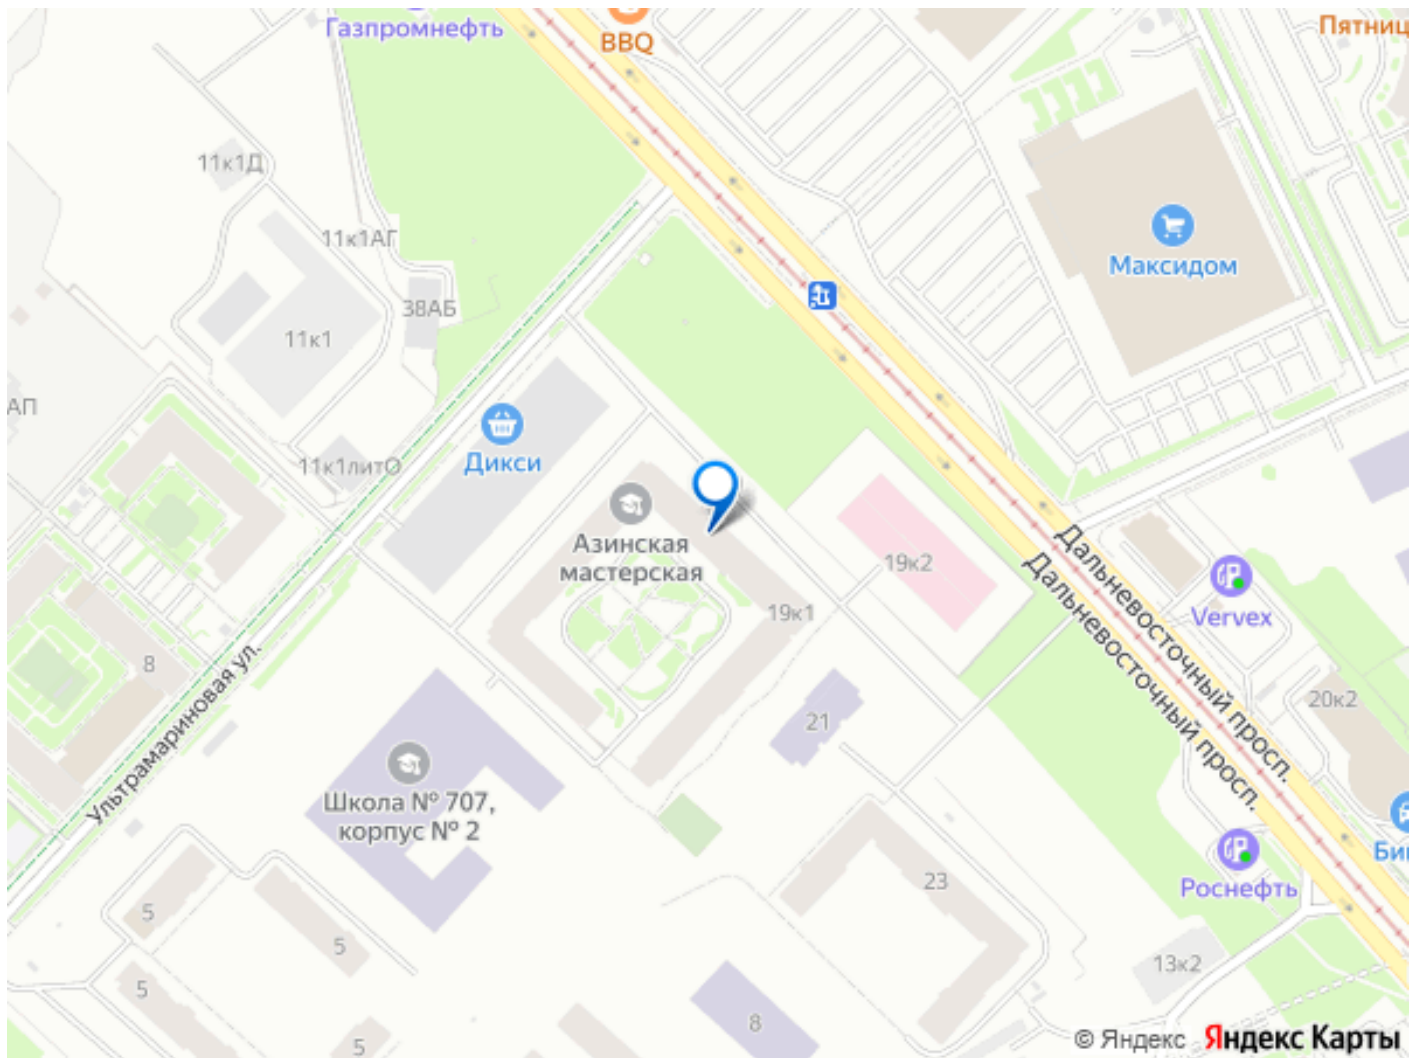 Газпромнефть
BBQ
Пятниц
11к1Д
11к1АГ
Максидом
38АБ
11к1
АП
Дикси
11к1литО
Азинская
мастерская
19к2
19к1
Дальневосточный просп.
Дальневосточный просп.
Vervex
8
Ультрамариновая ул.
21
20к2
Школа № 707,
корпус № 2
Роснефть
Би
23
5
5
5
13к2
8
5
© Яндекс Яндекс Карты